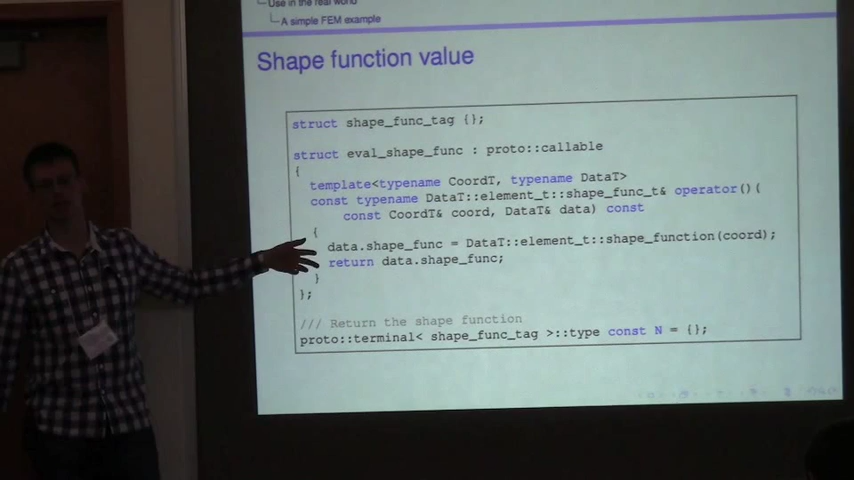 Use in the real world
A simple FEM example
Shape function value
struct shape_func_tag {};
struct eval_shape_func : proto::callable
{
template<typename CoordT, typename DataT>
const typename DataT::element_t::shape_func_t& operator()(
const CoordT& coord, DataT& data) const
{
data.shape_func = DataT::element_t::shape_function(coord);
return data.shape_func;
}
};
/// Return the shape function
proto::terminal< shape_func_tag >::type const N = {};